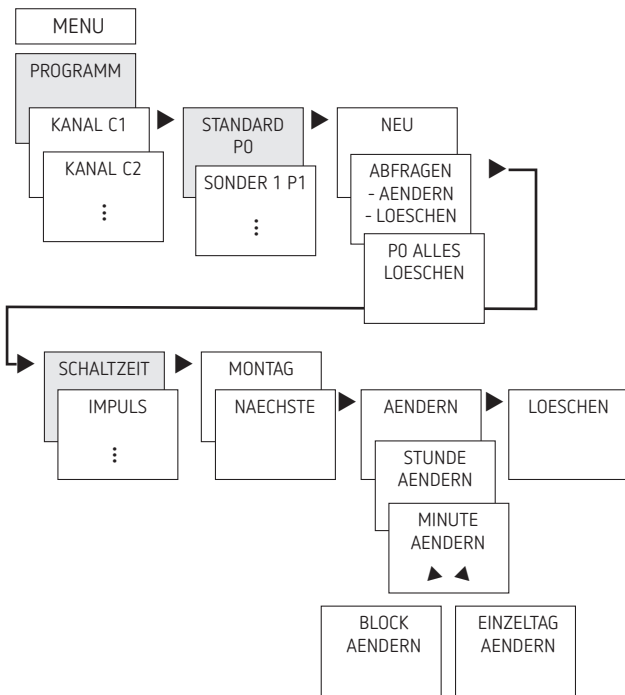 MENU
PROGRAMM
KANAL C1
KANAL C2
STANDARD
P0
SONDER 1 P1
NEU
ABFRAGEN
- AENDERN
- LOESCHEN
P0 ALLES
LOESCHEN
SCHALTZEIT
IMPULS
MONTAG
NAECHSTE
AENDERN
STUNDE
AENDERN
MINUTE
AENDERN
LOESCHEN
BLOCK
AENDERN
EINZELTAG
AENDERN